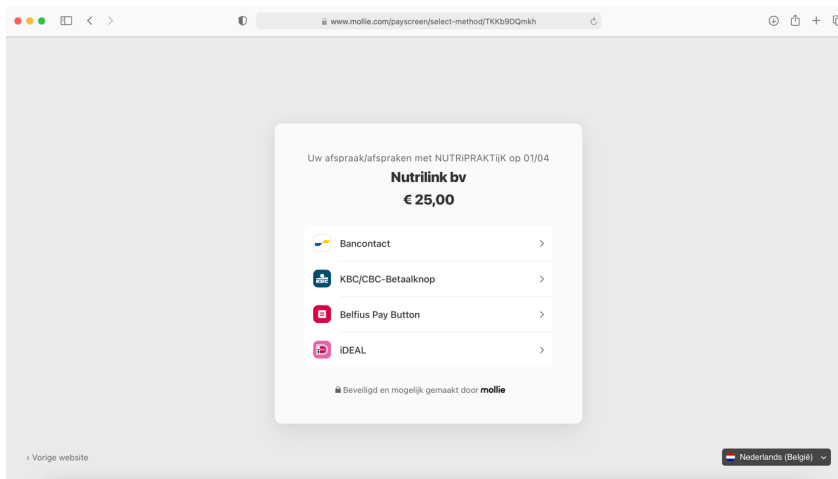 www.mollie.com/payscreen/select-method/TKKb9DQmkh
Uw afspraak/afspraken met NUTRiPRAKTijK op 01/04
Nutrilink bv
€ 25,00
Bancontact
KBC
KBC/CBC-Betaalknop
Belfius Pay Button
iDEAL
Beveiligd en mogelijk gemaakt door mollie
‹ Vorige website
Nederlands (België)